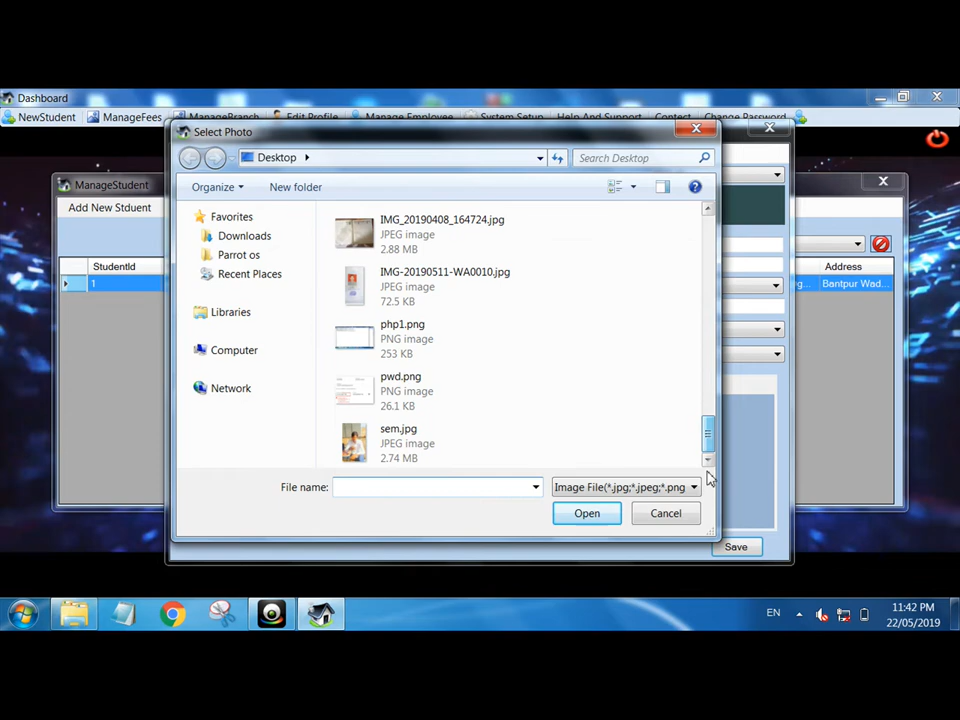 Dashboard
NewStudent ManageFees ManageBranch Edit Profile Manage Employee System Setup Help And Support Contact Change Password
Select Photo
Desktop
Search Desktop
Organize New folder
ManageStudent
Add New Stduent
StudentId
1
Address
Bantpur Wad...
Favorites
Downloads
Parrot os
Recent Places
Libraries
Computer
Network
IMG_20190408_164724.jpg
JPEG image
2.88 MB
IMG-20190511-WA0010.jpg
JPEG image
72.5 KB
php1.png
PNG image
253 KB
pwd.png
PNG image
26.1 KB
sem.jpg
JPEG image
2.74 MB
File name:
Image File(*.jpg;*.jpeg;*.png
Open Cancel
Save
EN
11:42 PM
22/05/2019